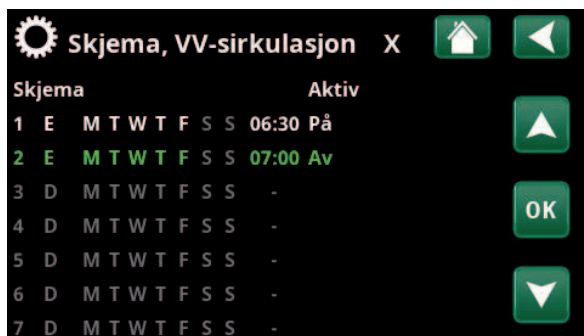 Skjema, VV-sirkulasjon X
Skjema Aktiv
1 E M T W T F S S 06:30 På
2 E M T W T F S S 07:00 Av
3 D M T W T F S S -
4 D M T W T F S S -
OK
5 D M T W T F S S -
6 D M T W T F S S -
7 D M T W T F S S